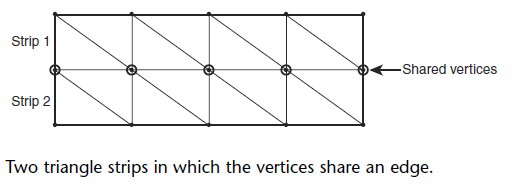 Strip 1
Shared vertices
Strip 2
Two triangle strips in which the vertices share an edge.